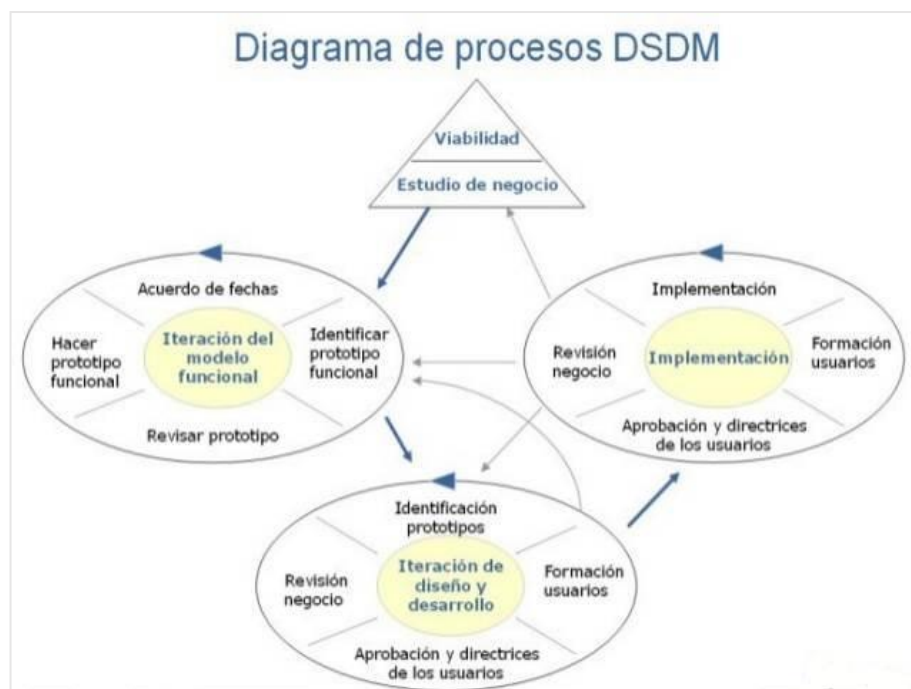 Diagrama de procesos DSDM
Viabilidad
Estudio de negocio
Acuerdo de fechas
Hacer
prototipo
funcional
Iteración del
modelo
funcional
Identificar
prototipo
funcional
Revisar prototipo
Implementación
Revisión
negocio
Implementación
Formación
usuarios
Aprobación y directrices
de los usuarios
Identificación
prototipos
Revisión
negocio
Iteración de
diseño y
desarrollo
Formación
usuarios
Aprobación y directrices
de los usuarios